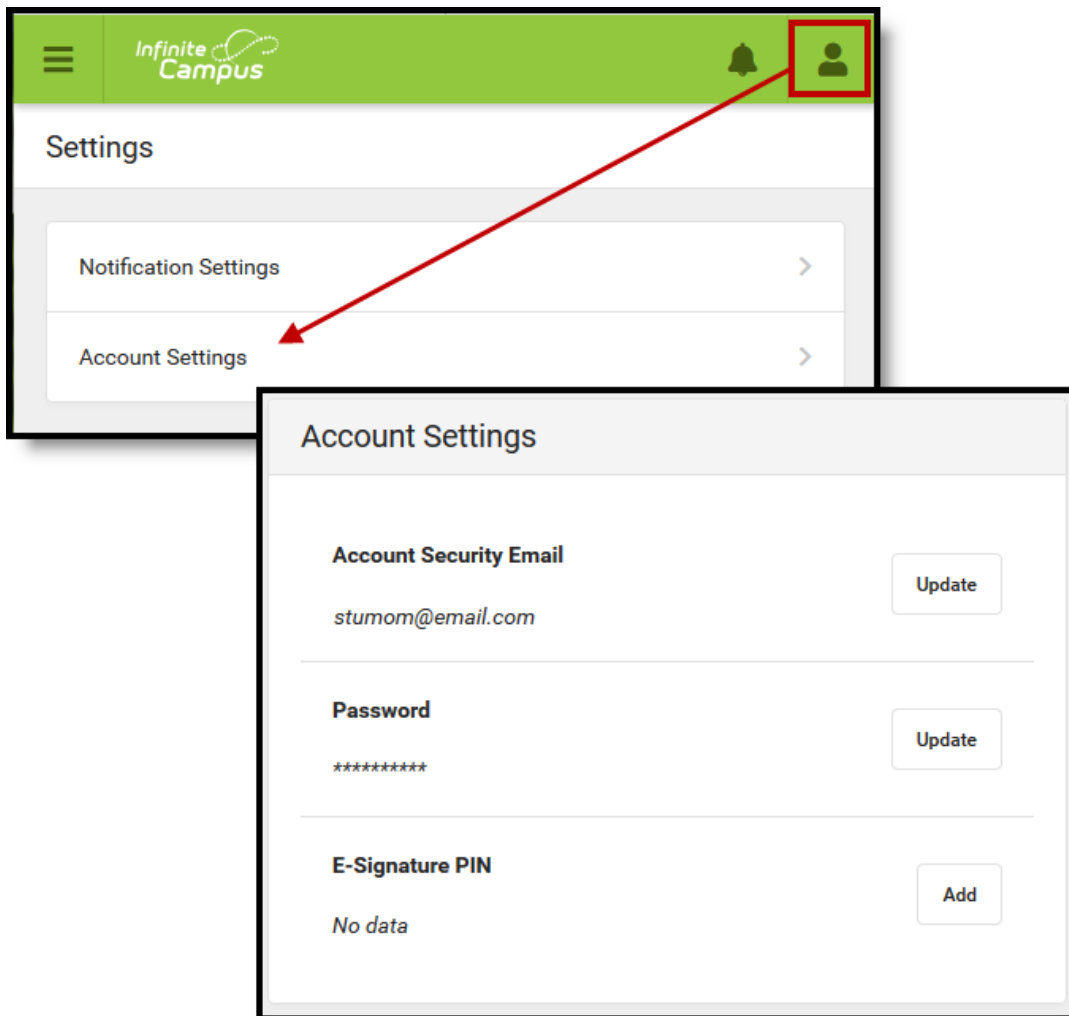 Infinite
Campus
Settings
Notification Settings
Account Settings
Account Settings
Account Security Email
Update
stumom@email.com
Password
Update
**********
E-Signature PIN
Add
No data